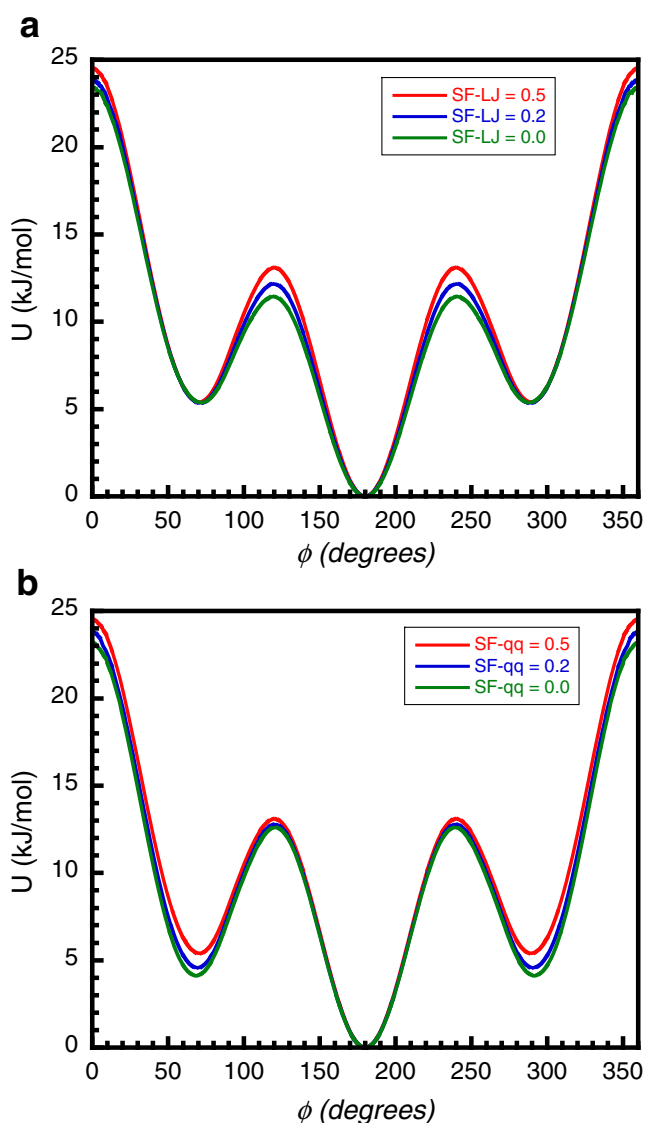 a
25
20
15
10
5
0
U (kJ/mol)
SF-LJ = 0.5
SF-LJ = 0.2
SF-LJ = 0.0
0 50 100 150 200 250 300 350
ϕ (degrees)
b
25
20
15
10
5
0
U (kJ/mol)
SF-qq = 0.5
SF-qq = 0.2
SF-qq = 0.0
0 50 100 150 200 250 300 350
ϕ (degrees)